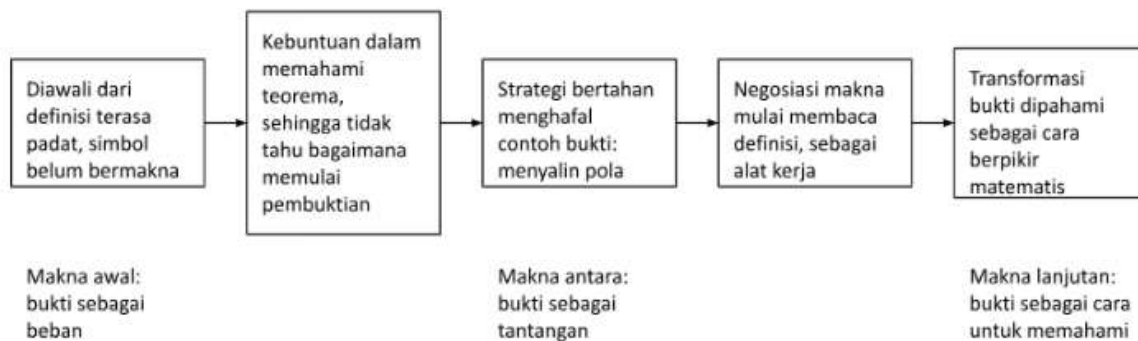 Diawali dari
definisi terasa
padat, simbol
belum bermakna
Kebuntuan dalam
memahami
teorema,
sehingga tidak
tahu bagaimana
memulai
pembuktian
Strategi bertahan
menghafal
contoh bukti:
menyalin pola
Negosiasi makna
mulai membaca
definisi, sebagai
alat kerja
Transformasi
bukti dipahami
sebagai cara
berpikir
matematis
Makna awal:
bukti sebagai
beban
Makna antara:
bukti sebagai
tantangan
Makna lanjutan:
bukti sebagai cara
untuk memahami